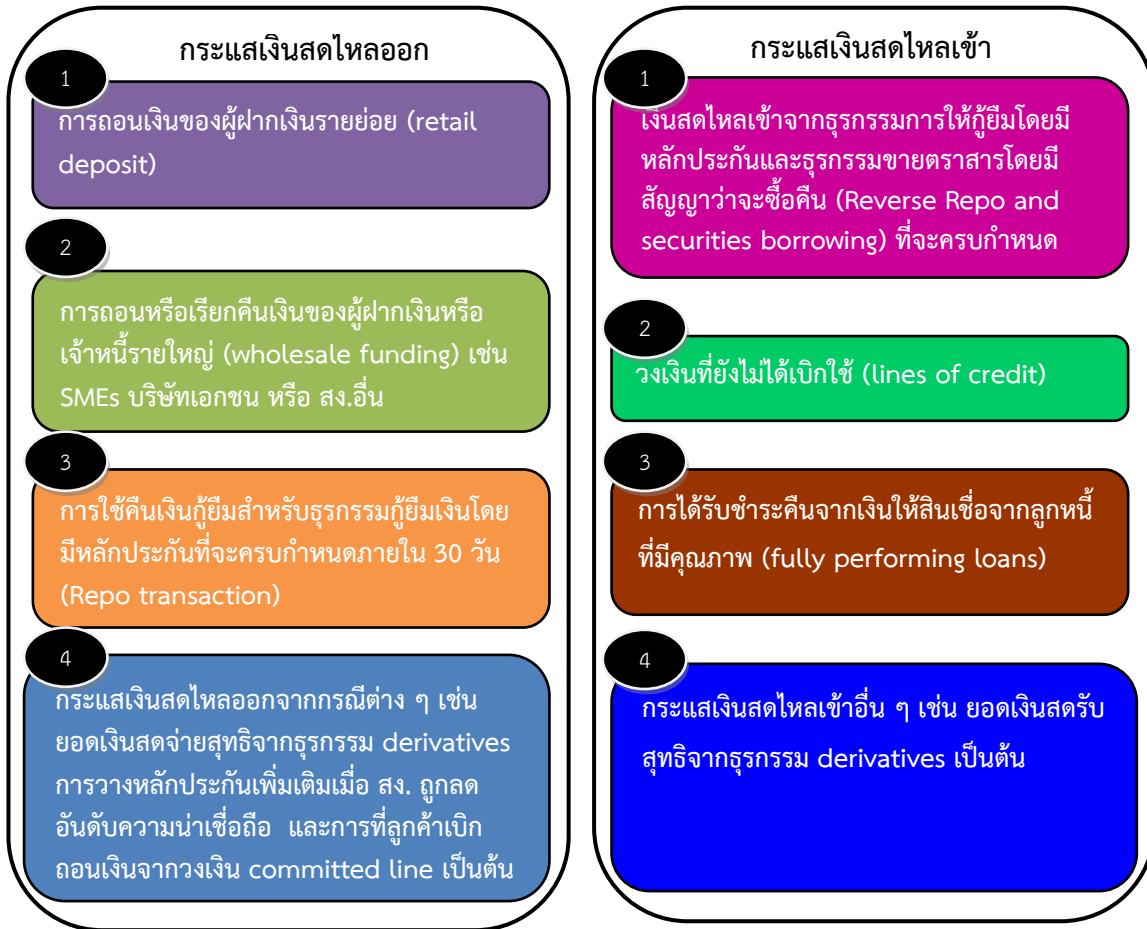 กระแสเงินสดไหลออก
1
การถอนเงินของผู้ฝากเงินรายย่อย (retail
deposit)
2
การถอนหรือเรียกคืนเงินของผู้ฝากเงินหรือ
เจ้าหนี้รายใหญ่ (wholesale funding) เช่น
SMEs บริษัทเอกชน หรือ สง.อื่น
3
การใช้คืนเงินกู้ยืมสำหรับธุรกรรมกู้ยืมเงินโดย
มีหลักประกันที่จะครบกำหนดภายใน 30 วัน
(Repo transaction)
4
กระแสเงินสดไหลออกจากกรณีต่าง ๆ เช่น
ยอดเงินสดจ่ายสุทธิจากธุรกรรม derivatives
การวางหลักประกันเพิ่มเติมเมื่อ สง. ถูกลด
อันดับความน่าเชื่อถือ และการที่ลูกค้าเบิก
ถอนเงินจากวงเงิน committed line เป็นต้น
กระแสเงินสดไหลเข้า
1
เงินสดไหลเข้าจากธุรกรรมการให้กู้ยืมโดยมี
หลักประกันและธุรกรรมขายตราสารโดยมี
สัญญาว่าจะซื้อคืน (Reverse Repo and
securities borrowing) ที่จะครบกำหนด
2
วงเงินที่ยังไม่ได้เบิกใช้ (lines of credit)
3
การได้รับชำระคืนจากเงินให้สินเชื่อจากลูกหนี้
ที่มีคุณภาพ (fully performing loans)
4
กระแสเงินสดไหลเข้าอื่น ๆ เช่น ยอดเงินสดรับ
สุทธิจากธุรกรรม derivatives เป็นต้น